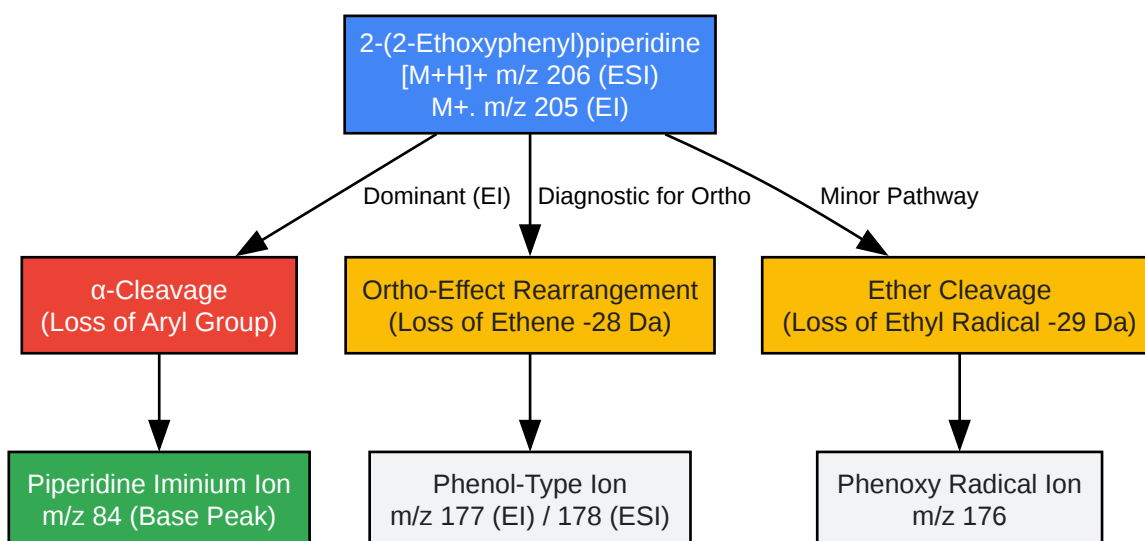 2-(2-Ethoxyphenyl)piperidine
[M+H]+ m/z 206 (ESI)
M+. m/z 205 (EI)
Dominant (EI)
Diagnostic for Ortho
Minor Pathway
α-Cleavage
(Loss of Aryl Group)
Ortho-Effect Rearrangement
(Loss of Ethene -28 Da)
Ether Cleavage
(Loss of Ethyl Radical -29 Da)
Piperidine Iminium Ion
m/z 84 (Base Peak)
Phenol-Type Ion
m/z 177 (EI) / 178 (ESI)
Phenoxy Radical Ion
m/z 176